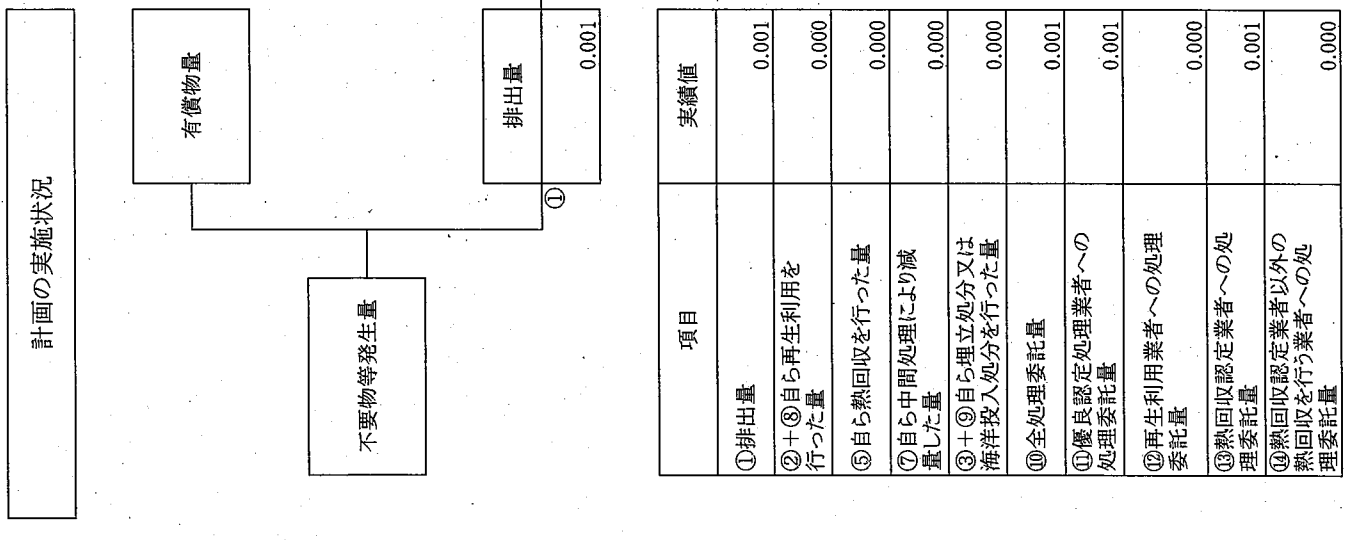 計画の実施状況
有償物量
不要物等発生量
①
排出量
0.001
項目
実績値
①排出量
0.001
②+⑧自ら再生利用を
行った量
0.000
⑤自ら熱回収を行った量
0.000
⑦自ら中間処理により減
量した量
0.000
③+⑨自ら埋立処分又は
海洋投入処分を行った量
0.000
⑩全処理委託量
0.001
⑪優良認定処理業者への
処理委託量
0.001
⑫再生利用業者への処理
委託量
0.000
⑬熱回収認定業者への処
理委託量
0.001
⑭熱回収認定業者以外の
熱回収を行う業者への処
理委託量
0.000